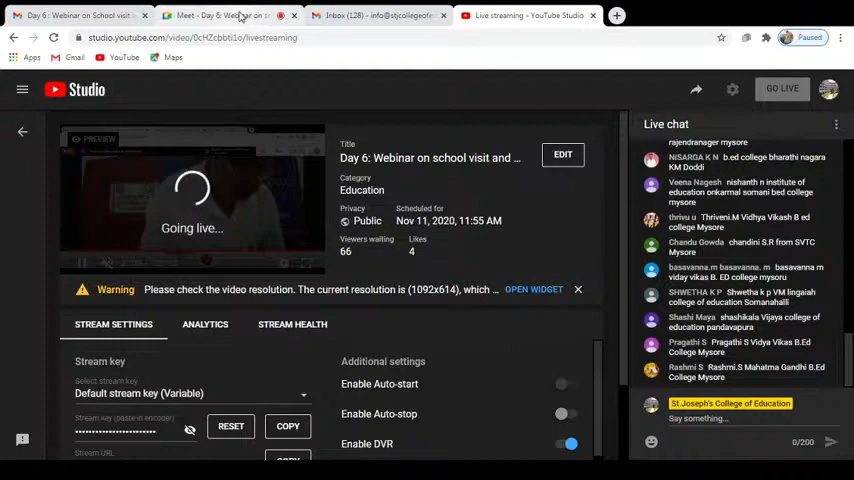 Day 6 : Webinar on School visit
Meet - Day 6: Webinar on
Inbox (128) - info@stjcollegeofe
Live streaming - YouTube Studio
studio.youtube.com/video/0cHZcbbti1o/livestreaming
Paused
Apps
Gmail
YouTube
Maps
Studio
GO LIVE
PREVIEW
Going live...
Title
Day 6: Webinar on school visit and ...
EDIT
Category
Education
Privacy
Public
Scheduled for
Nov 11, 2020, 11:55 AM
Viewers waiting
66
Likes
4
Warning
Please check the video resolution. The current resolution is (1092x614), which ...
OPEN WIDGET
STREAM SETTINGS
ANALYTICS
STREAM HEALTH
Stream key
Select stream key
Default stream key (Variable)
Stream key (paste in encoder)
RESET
COPY
Stream URL
COPY
Additional settings
Enable Auto-start
Enable Auto-stop
Enable DVR
Live chat
rajendranager mysore
NISARGA K N b.ed college bharathi nagara
KM Doddi
Veena Nagesh nishanth n institute of
education onkarmal somani bed college
mysore
thrivu u Thriveni.M Vidhya Vikash B ed
college Mysore
Chandu Gowda chandini S.R from SVTC
Mysore
basavanna.m basavanna. m basavanna m
viday vikas B. ED college mysoru
SHWETHA K P Shwetha k p VM lingaiah
college of education Somanahalli
Shashi Maya shashikala Vijaya college of
education pandavapura
Pragathi S Pragathi S Vidya Vikas B.Ed
College Mysore
Rashmi S Rashmi.S Mahatma Gandhi B.Ed
College Mysore
St.Joseph's College of Education
Say something...
0/200